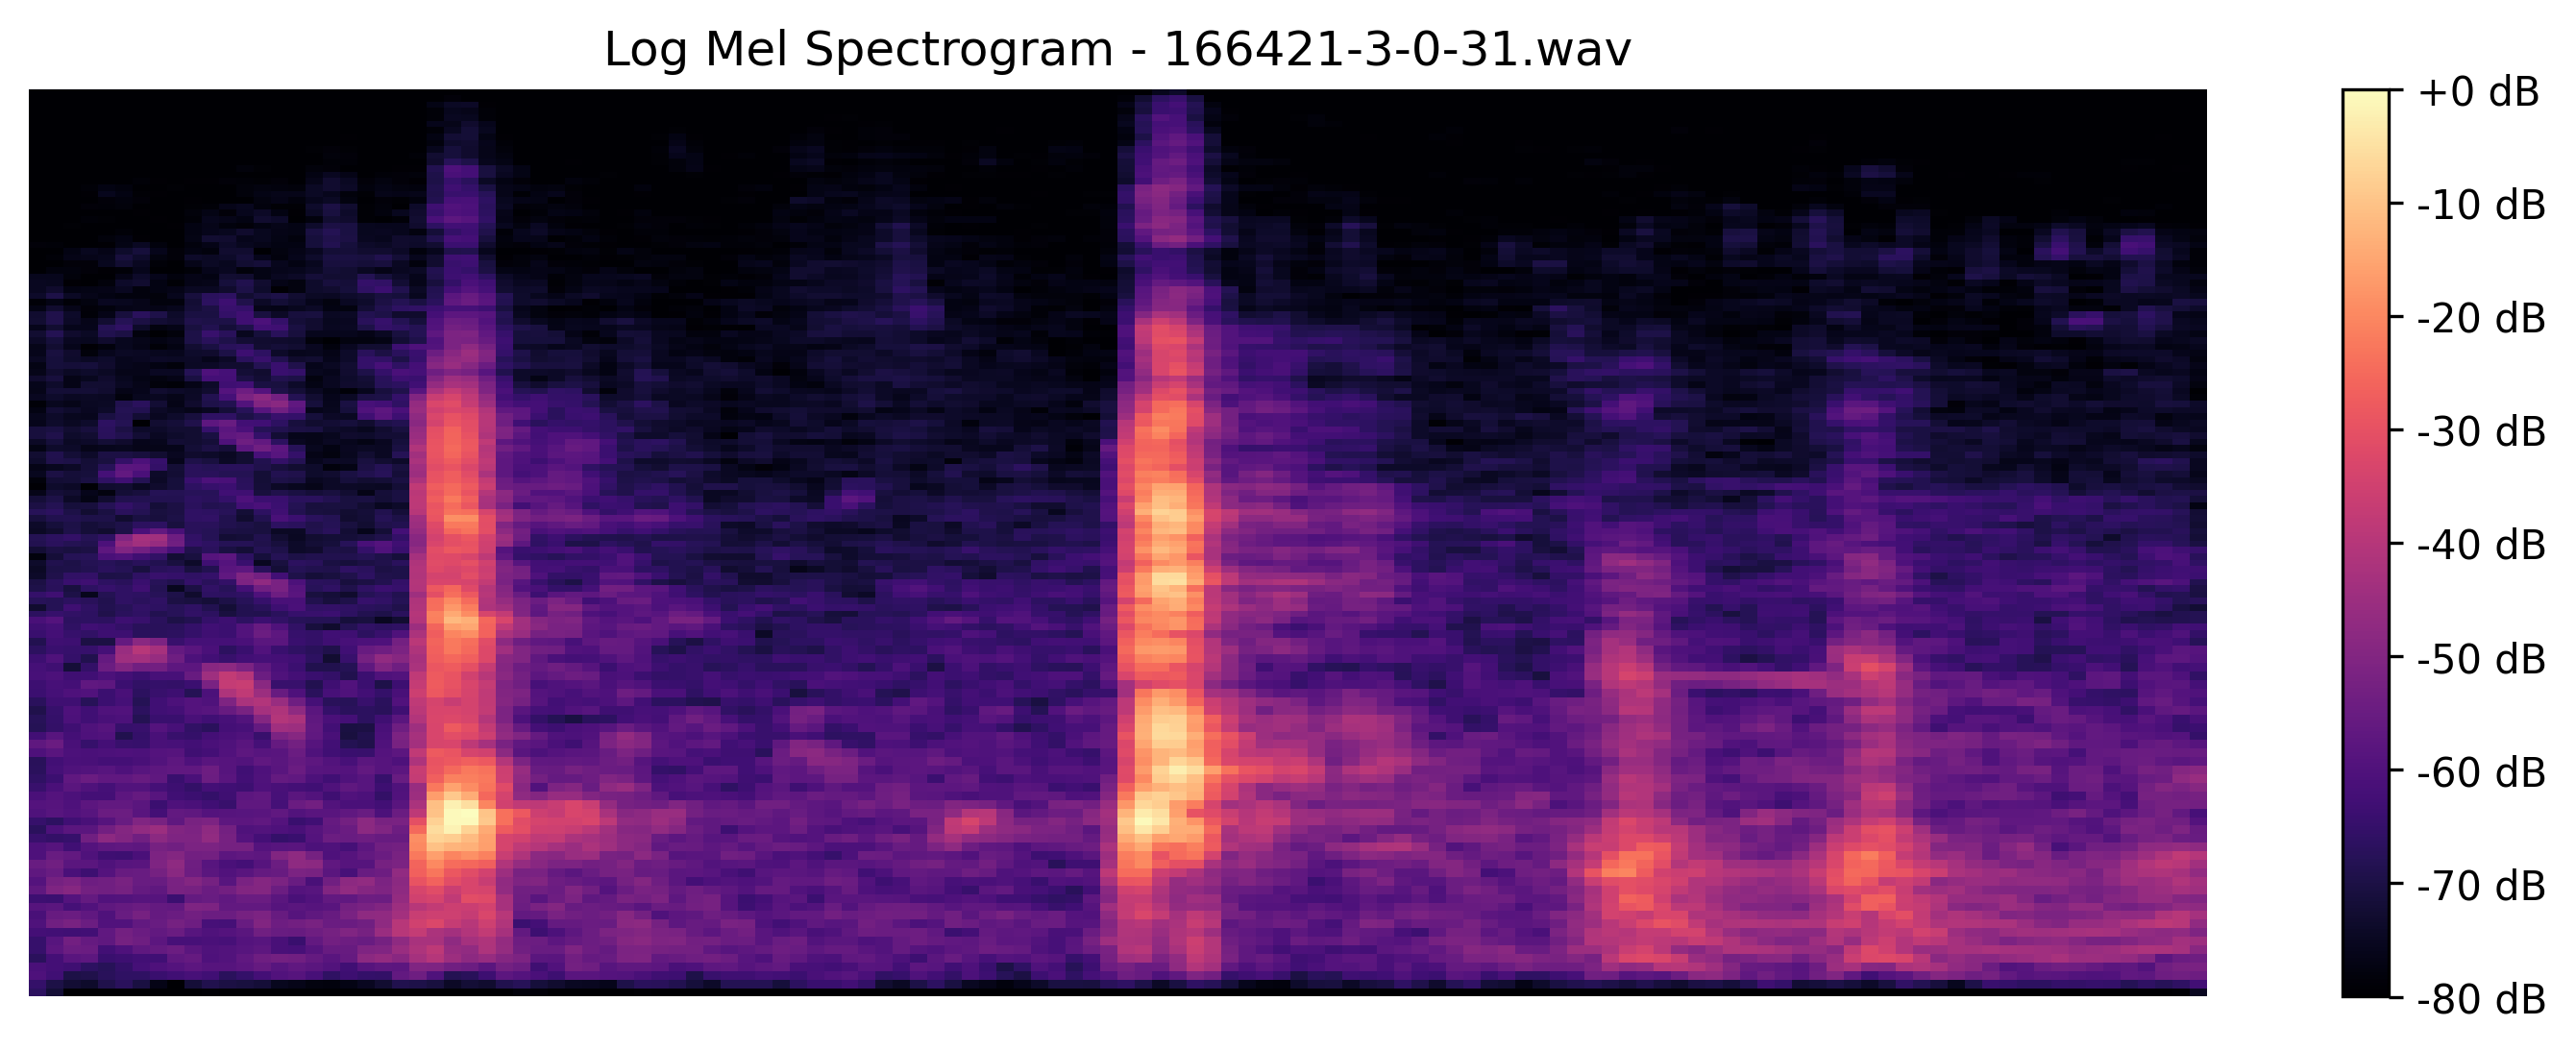 Log Mel Spectrogram - 166421-3-0-31.wav
+0 dB
-10 dB
-20 dB
-30 dB
-40 dB
-50 dB
-60 dB
-70 dB
-80 dB